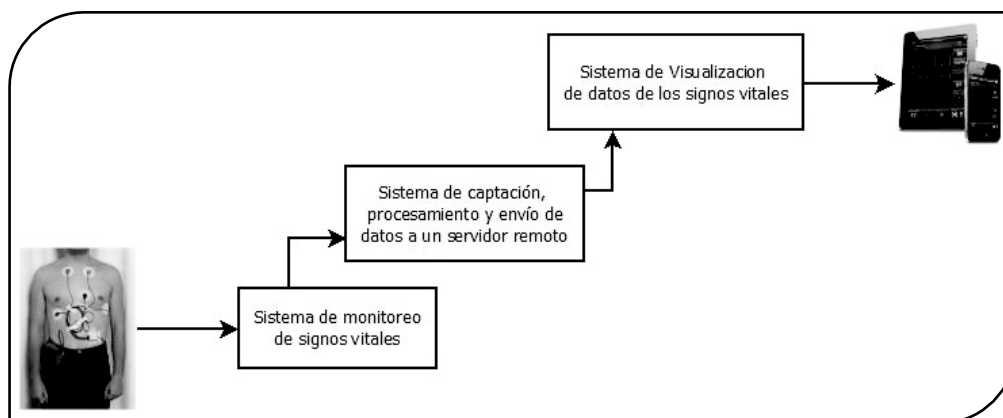 Sistema de Visualizacion
de datos de los signos vitales
Sistema de captación,
procesamiento y envío de
datos a un servidor remoto
Sistema de monitoreo
de signos vitales